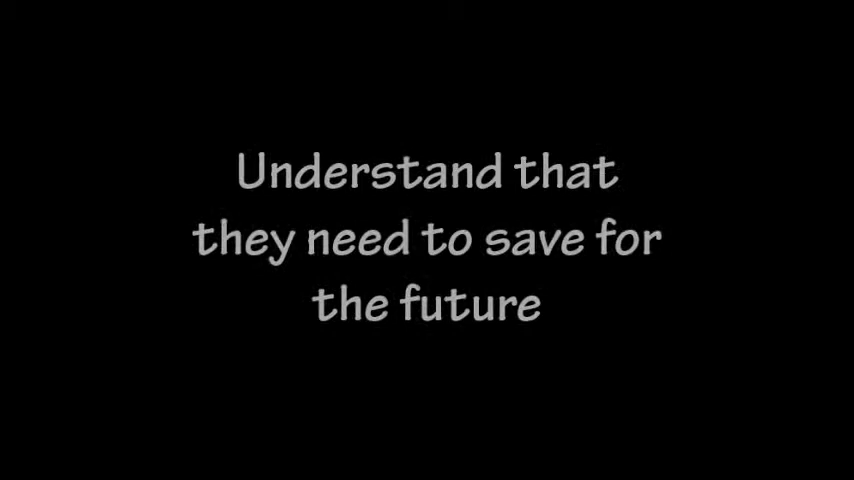 Understand that
they need to save for
the future